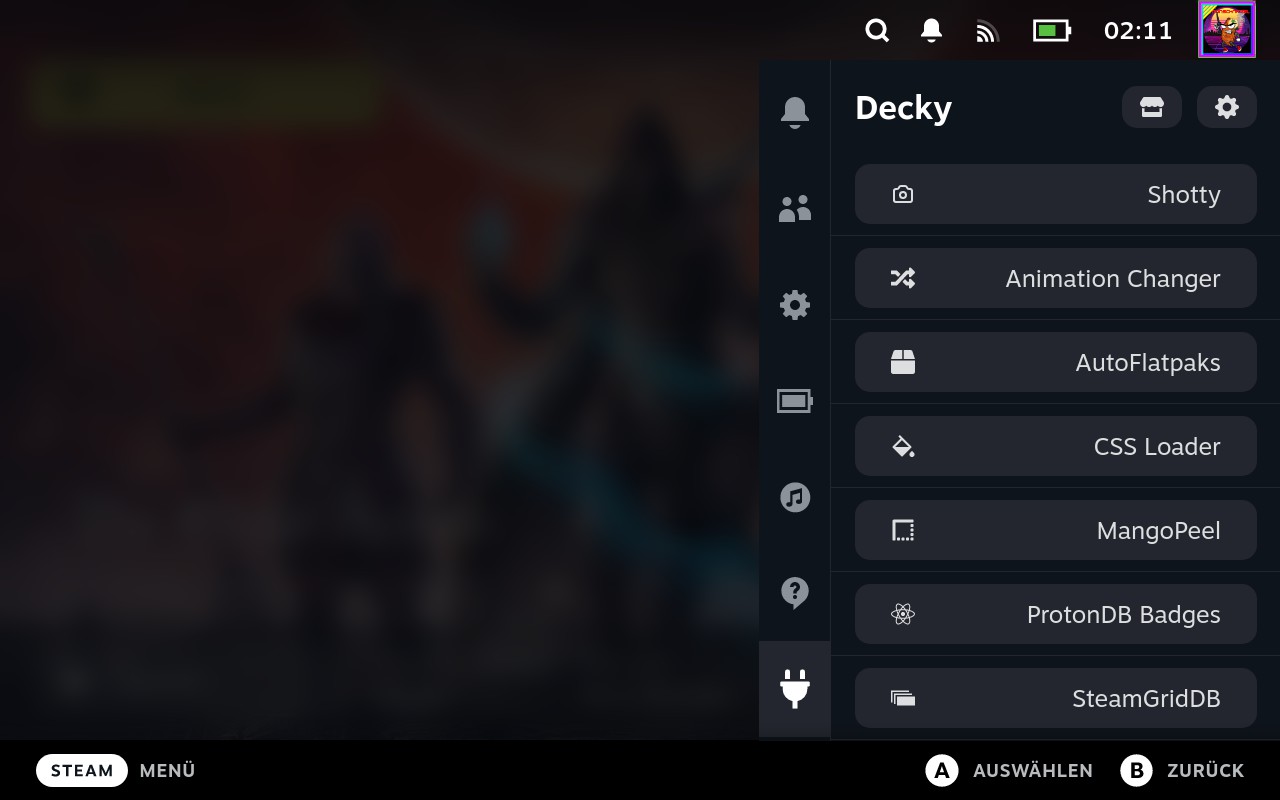 02:11
Decky
Shotty
Animation Changer
AutoFlatpaks
CSS Loader
MangoPeel
ProtonDB Badges
SteamGridDB
STEAM MENÜ
A AUSWÄHLEN B ZURÜCK